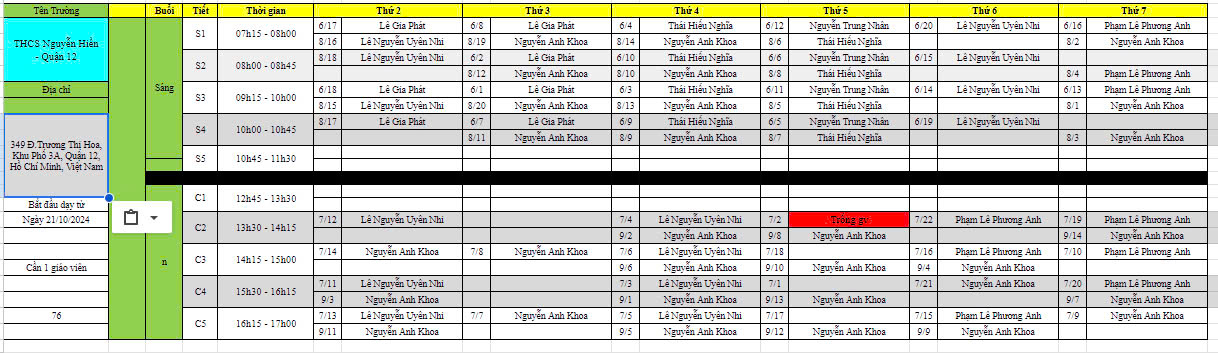 Tên Trường Buổi Tiết Thời gian Thứ 2 Thứ 3 Thứ 4 Thứ 5 Thứ 6 Thứ 7
THCS Nguyễn Hiền - Quận 12
Địa chỉ
349 Đ.Trương Thị Hoa, Khu Phố 3A, Quận 12, Hồ Chí Minh, Việt Nam
Bắt đầu dạy từ
Ngày 21/10/2024
Cần 1 giáo viên
76
Sáng
S1 07h15 - 08h00 6/17 Lê Gia Phát 6/8 Lê Gia Phát 6/4 Thái Hiếu Nghĩa 6/12 Nguyễn Trung Nhân 6/20 Lê Nguyễn Uyên Nhi 6/16 Phạm Lê Phương Anh
8/16 Lê Nguyễn Uyên Nhi 8/19 Nguyễn Anh Khoa 8/14 Nguyễn Anh Khoa 8/6 Thái Hiếu Nghĩa 8/2 Nguyễn Anh Khoa
S2 08h00 - 08h45 8/18 Lê Nguyễn Uyên Nhi 6/2 Lê Gia Phát 6/10 Thái Hiếu Nghĩa 6/6 Nguyễn Trung Nhân 6/15 Lê Nguyễn Uyên Nhi
8/12 Nguyễn Anh Khoa 8/10 Nguyễn Anh Khoa 8/8 Thái Hiếu Nghĩa 8/4 Phạm Lê Phương Anh
S3 09h15 - 10h00 6/18 Lê Gia Phát 6/1 Lê Gia Phát 6/3 Thái Hiếu Nghĩa 6/11 Nguyễn Trung Nhân 6/14 Lê Nguyễn Uyên Nhi 6/13 Phạm Lê Phương Anh
8/15 Lê Nguyễn Uyên Nhi 8/20 Nguyễn Anh Khoa 8/13 Nguyễn Anh Khoa 8/5 Thái Hiếu Nghĩa 8/1 Nguyễn Anh Khoa
S4 10h00 - 10h45 8/17 Lê Gia Phát 6/7 Lê Gia Phát 6/9 Thái Hiếu Nghĩa 6/5 Nguyễn Trung Nhân 6/19 Lê Nguyễn Uyên Nhi
8/11 Nguyễn Anh Khoa 8/9 Nguyễn Anh Khoa 8/7 Thái Hiếu Nghĩa 8/3 Nguyễn Anh Khoa
S5 10h45 - 11h30
n
C1 12h45 - 13h30
C2 13h30 - 14h15 7/12 Lê Nguyễn Uyên Nhi 7/4 Lê Nguyễn Uyên Nhi 7/2 Trống gv 7/22 Phạm Lê Phương Anh 7/19 Phạm Lê Phương Anh
9/2 Nguyễn Anh Khoa 9/8 Nguyễn Anh Khoa 9/14 Nguyễn Anh Khoa
C3 14h15 - 15h00 7/14 Nguyễn Anh Khoa 7/8 Nguyễn Anh Khoa 7/6 Lê Nguyễn Uyên Nhi 7/18 7/16 Phạm Lê Phương Anh 7/10 Phạm Lê Phương Anh
9/6 Nguyễn Anh Khoa 9/10 Nguyễn Anh Khoa 9/4 Nguyễn Anh Khoa
C4 15h30 - 16h15 7/11 Lê Nguyễn Uyên Nhi 7/3 Lê Nguyễn Uyên Nhi 7/1 7/21 Nguyễn Anh Khoa 7/20 Phạm Lê Phương Anh
9/3 Nguyễn Anh Khoa 9/1 Nguyễn Anh Khoa 9/13 Nguyễn Anh Khoa 9/7 Nguyễn Anh Khoa
C5 16h15 - 17h00 7/13 Lê Nguyễn Uyên Nhi 7/7 Nguyễn Anh Khoa 7/5 Lê Nguyễn Uyên Nhi 7/17 7/15 Phạm Lê Phương Anh 7/9 Nguyễn Anh Khoa
9/11 Nguyễn Anh Khoa 9/5 Nguyễn Anh Khoa 9/12 Nguyễn Anh Khoa 9/9 Nguyễn Anh Khoa